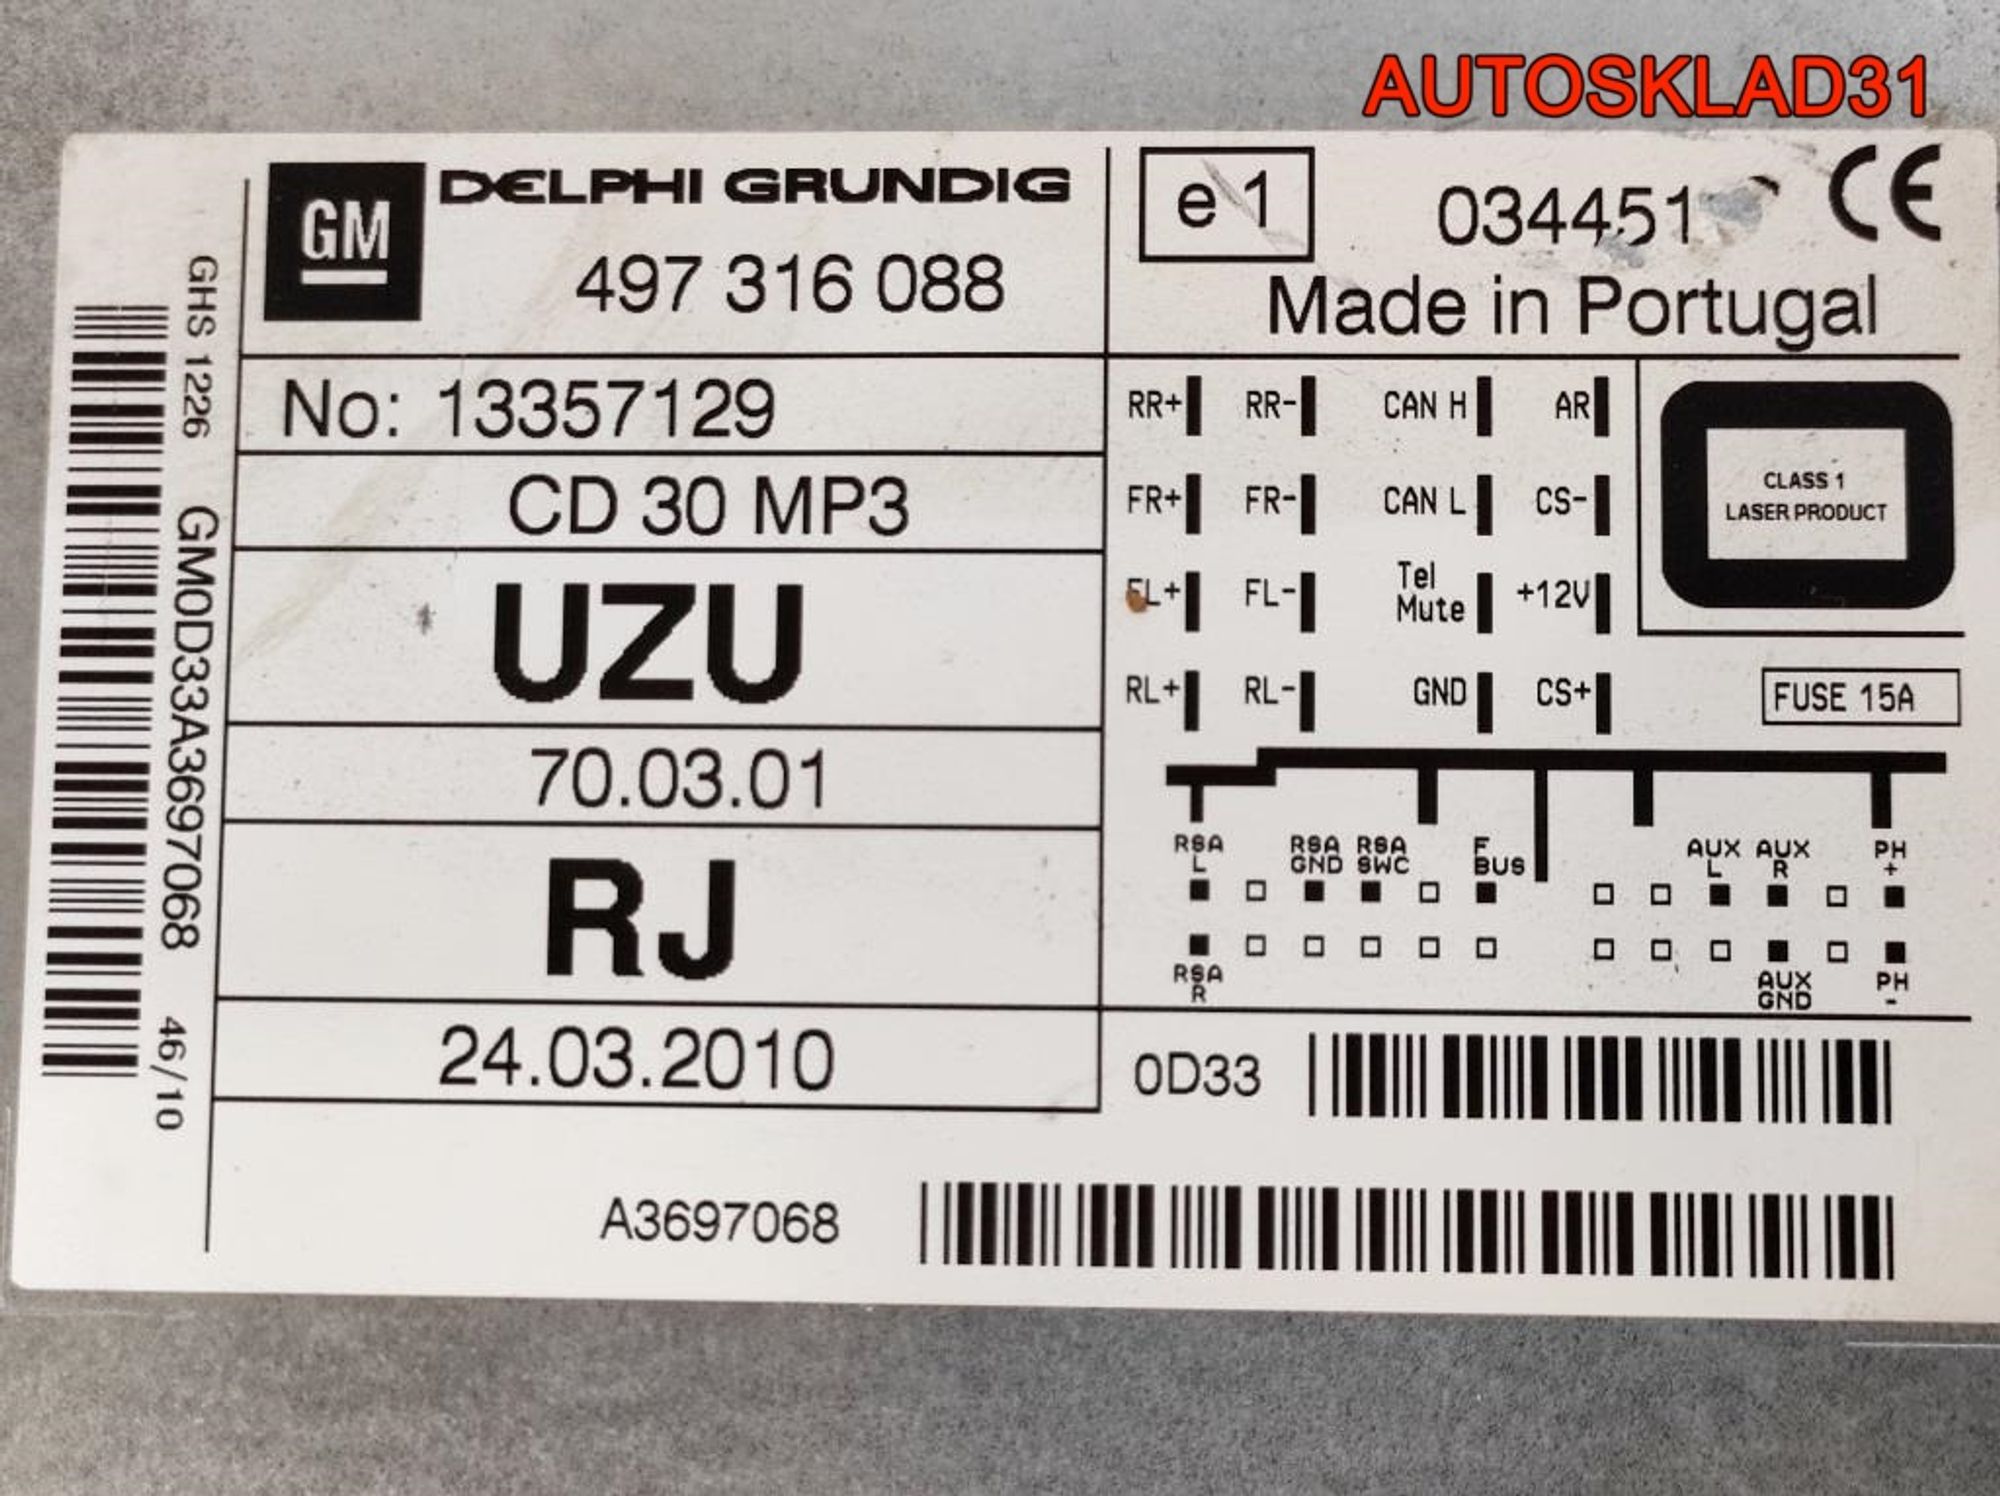 AUTOSKLAD31
GM
DELPHI GRUNDIG
497 316 088
e1
034451
CE
Made in Portugal
No: 13357129
CD 30 MP3
UZU
70.03.01
RJ
24.03.2010
RR+ RR- CAN H AR
FR+ FR- CAN L CS-
FL+ FL- Tel Mute +12V
RL+ RL- GND CS+
CLASS 1
LASER PRODUCT
FUSE 15A
RSA L RSA GND RSA SWC F BUS AUX L AUX R PH +
RSA R AUX GND PH -
0D33
A3697068
GHS 1226 GM0D33A3697068 46/10